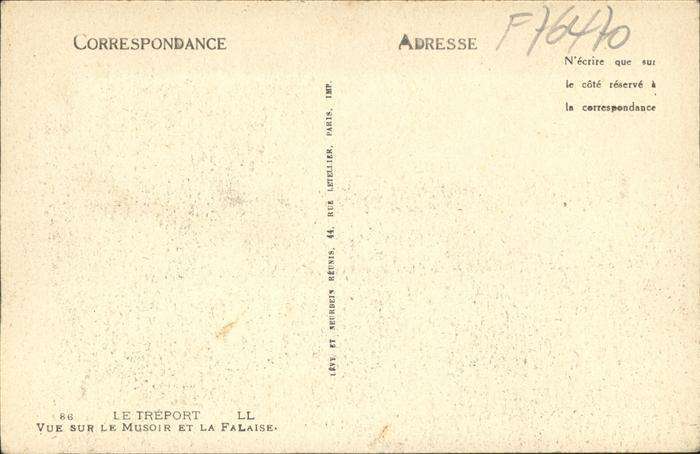 CORRESPONDANCE
ADRESSE
F76470
N'écrire que sur
le côté réservé à
la correspondance
LÉVY ET NEURDEIN RÉUNIS, 44, RUE LETELLIER, PARIS, IMP.
86 LE TRÉPORT LL
VUE SUR LE MUSOIR ET LA FALAISE.